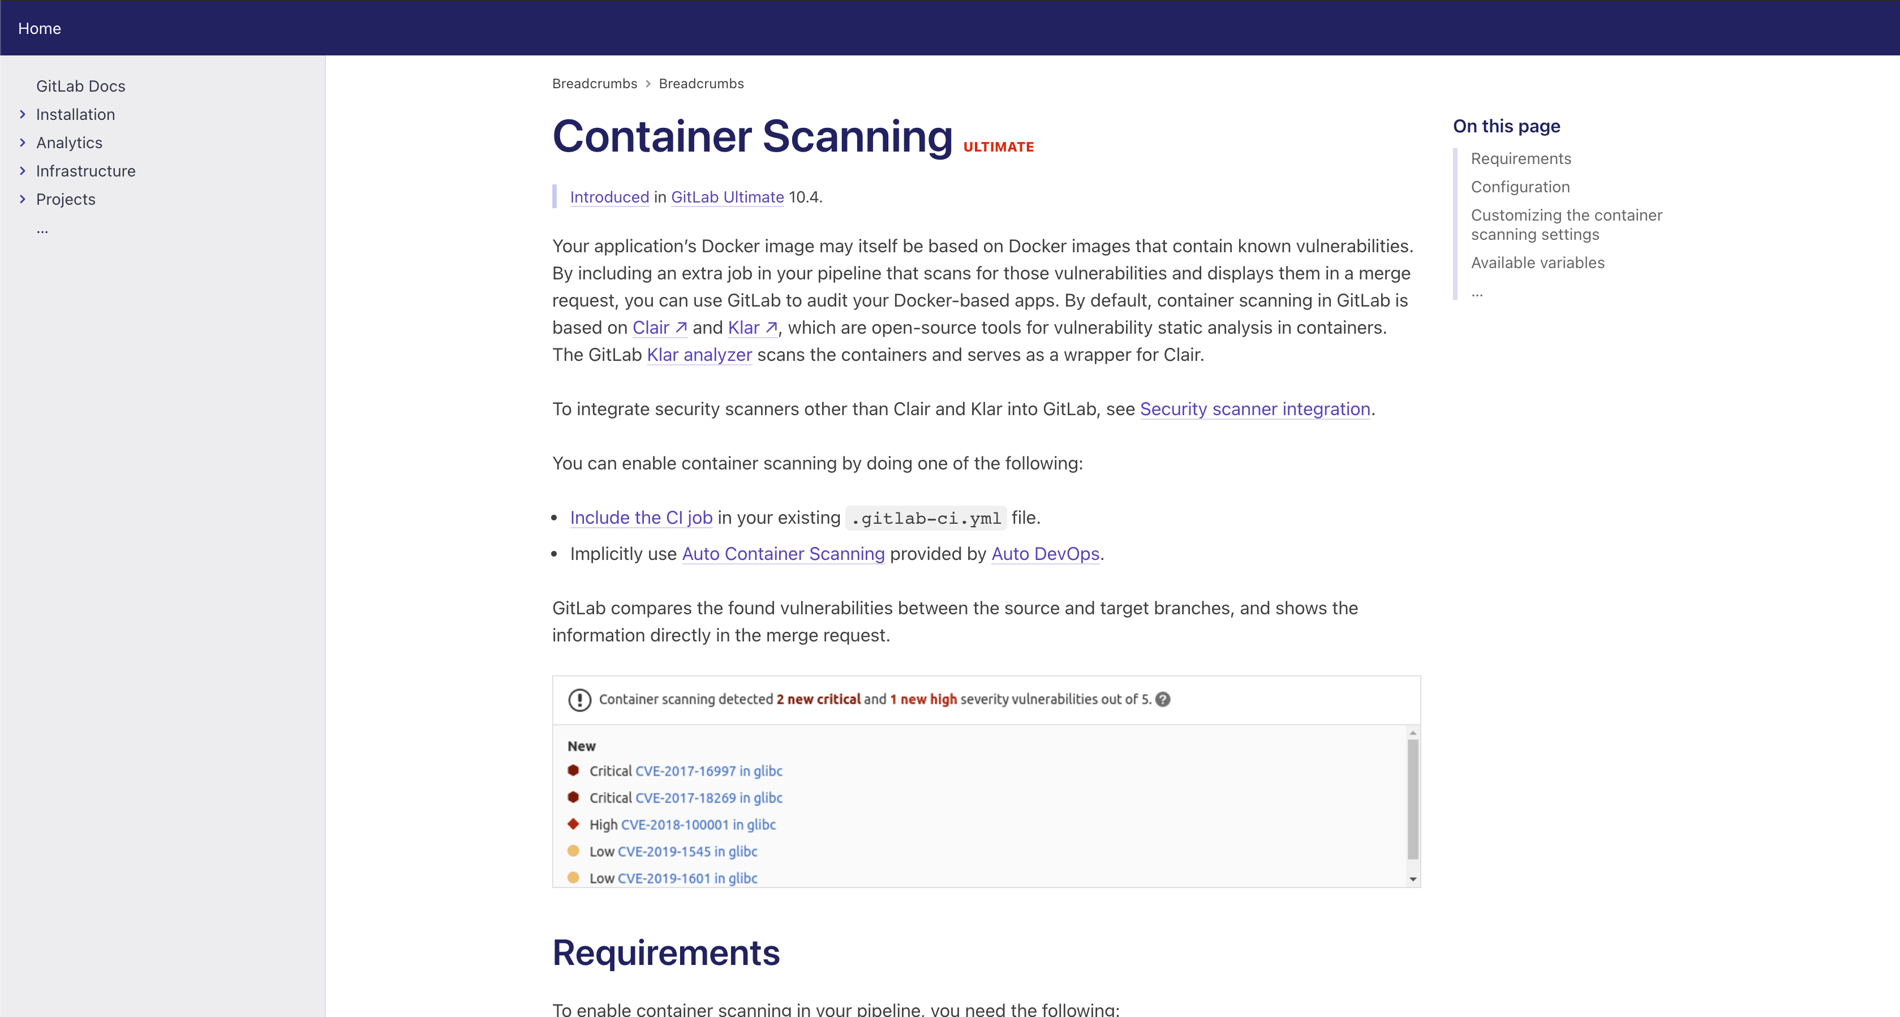 Home
GitLab Docs
Installation
Analytics
Infrastructure
Projects
...
Breadcrumbs › Breadcrumbs
Container Scanning ULTIMATE
Introduced in GitLab Ultimate 10.4.
Your application’s Docker image may itself be based on Docker images that contain known vulnerabilities.
By including an extra job in your pipeline that scans for those vulnerabilities and displays them in a merge
request, you can use GitLab to audit your Docker-based apps. By default, container scanning in GitLab is
based on Clair ↗ and Klar ↗, which are open-source tools for vulnerability static analysis in containers.
The GitLab Klar analyzer scans the containers and serves as a wrapper for Clair.
To integrate security scanners other than Clair and Klar into GitLab, see Security scanner integration.
You can enable container scanning by doing one of the following:
• Include the CI job in your existing .gitlab-ci.yml file.
• Implicitly use Auto Container Scanning provided by Auto DevOps.
GitLab compares the found vulnerabilities between the source and target branches, and shows the
information directly in the merge request.
Container scanning detected 2 new critical and 1 new high severity vulnerabilities out of 5.
New
Critical CVE-2017-16997 in glibc
Critical CVE-2017-18269 in glibc
High CVE-2018-100001 in glibc
Low CVE-2019-1545 in glibc
Low CVE-2019-1601 in glibc
Requirements
To enable container scanning in your pipeline, you need the following:
On this page
Requirements
Configuration
Customizing the container
scanning settings
Available variables
...